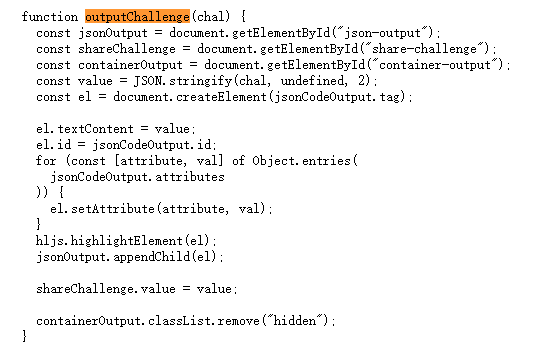 function outputChallenge(chal) {
  const jsonOutput = document.getElementById("json-output");
  const shareChallenge = document.getElementById("share-challenge");
  const containerOutput = document.getElementById("container-output");
  const value = JSON.stringify(chal, undefined, 2);
  const el = document.createElement(jsonCodeOutput.tag);

  el.textContent = value;
  el.id = jsonCodeOutput.id;
  for (const [attribute, val] of Object.entries(
    jsonCodeOutput.attributes
  )) {
    el.setAttribute(attribute, val);
  }
  hljs.highlightElement(el);
  jsonOutput.appendChild(el);

  shareChallenge.value = value;

  containerOutput.classList.remove("hidden");
}